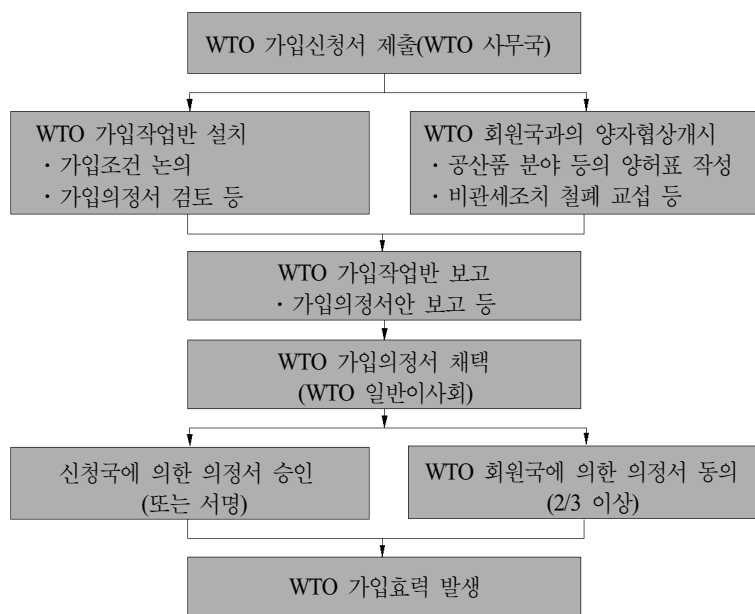 WTO 가입신청서 제출(WTO 사무국)
WTO 가입작업반 설치
· 가입조건 논의
· 가입의정서 검토 등
WTO 회원국과의 양자협상개시
· 공산품 분야 등의 양허표 작성
· 비관세조치 철폐 교섭 등
WTO 가입작업반 보고
· 가입의정서안 보고 등
WTO 가입의정서 채택
(WTO 일반이사회)
신청국에 의한 의정서 승인
(또는 서명)
WTO 회원국에 의한 의정서 동의
(2/3 이상)
WTO 가입효력 발생